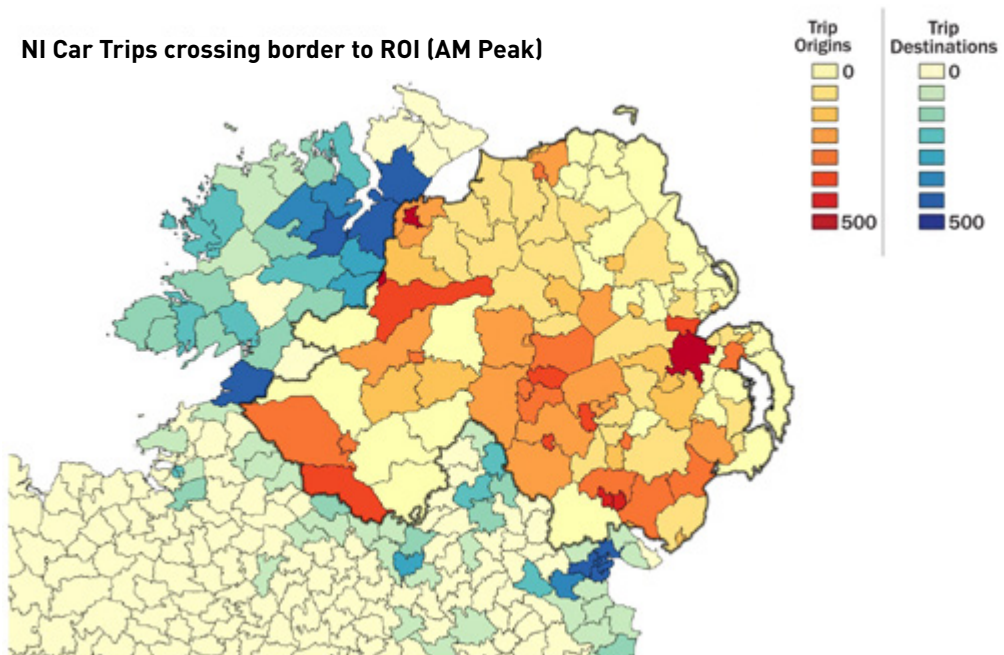 NI Car Trips crossing border to ROI (AM Peak)
Trip
Origins
0
500
Trip
Destinations
0
500